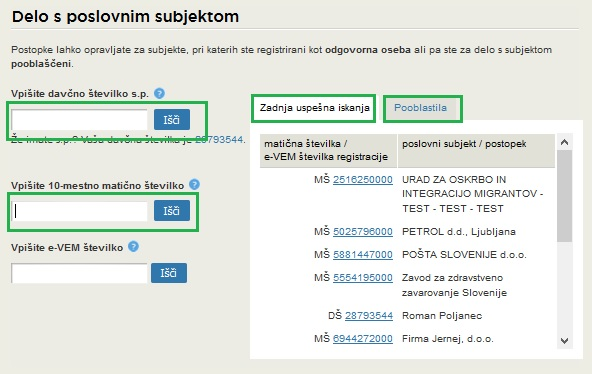 Delo s poslovnim subjektom
Postopke lahko opravljate za subjekte, pri katerih ste registrirani kot odgovorna oseba ali pa ste za delo s subjektom
pooblaščeni.
Vpišite davčno številko s.p. ?
Išči
Že imate s.p.? Vaša davčna številka je 28793544.
Vpišite 10-mestno matično številko ?
Išči
Vpišite e-VEM številko ?
Išči
Zadnja uspešna iskanja Pooblastila
matična številka / poslovni subjekt / postopek
e-VEM številka registracije
MŠ 2516250000 URAD ZA OSKRBO IN
INTEGRACIJO MIGRANTOV -
TEST - TEST - TEST
MŠ 5025796000 PETROL d.d., Ljubljana
MŠ 5881447000 POŠTA SLOVENIJE d.o.o.
MŠ 5554195000 Zavod za zdravstveno
zavarovanje Slovenije
DŠ 28793544 Roman Poljanec
MŠ 6944272000 Firma Jernej, d.o.o.